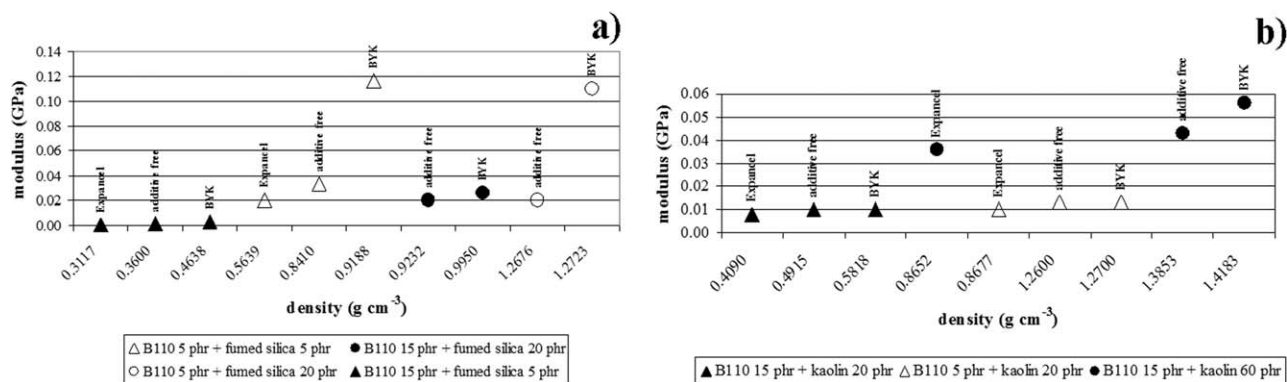 a)
modulus (GPa)
0.14
0.12
0.10
0.08
0.06
0.04
0.02
0.00
Expancel
additive free
BYK
Expancel
additive free
BYK
additive free
BYK
additive free
BYK
0.3117
0.3600
0.4638
0.5639
0.8410
0.9188
0.9232
0.9950
1.2676
1.2723
density (g cm-3)
△ B110 5 phr + fumed silica 5 phr ● B110 15 phr + fumed silica 20 phr
○ B110 5 phr + fumed silica 20 phr ▲ B110 15 phr + fumed silica 5 phr
b)
modulus (GPa)
0.06
0.05
0.04
0.03
0.02
0.01
0.00
Expancel
additive free
BYK
Expancel
Expancel
additive free
BYK
additive free
BYK
0.4090
0.4915
0.5818
0.8652
0.8677
1.2600
1.2700
1.3853
1.4183
density (g cm-3)
▲ B110 15 phr + kaolin 20 phr △ B110 5 phr + kaolin 20 phr ● B110 15 phr + kaolin 60 phr